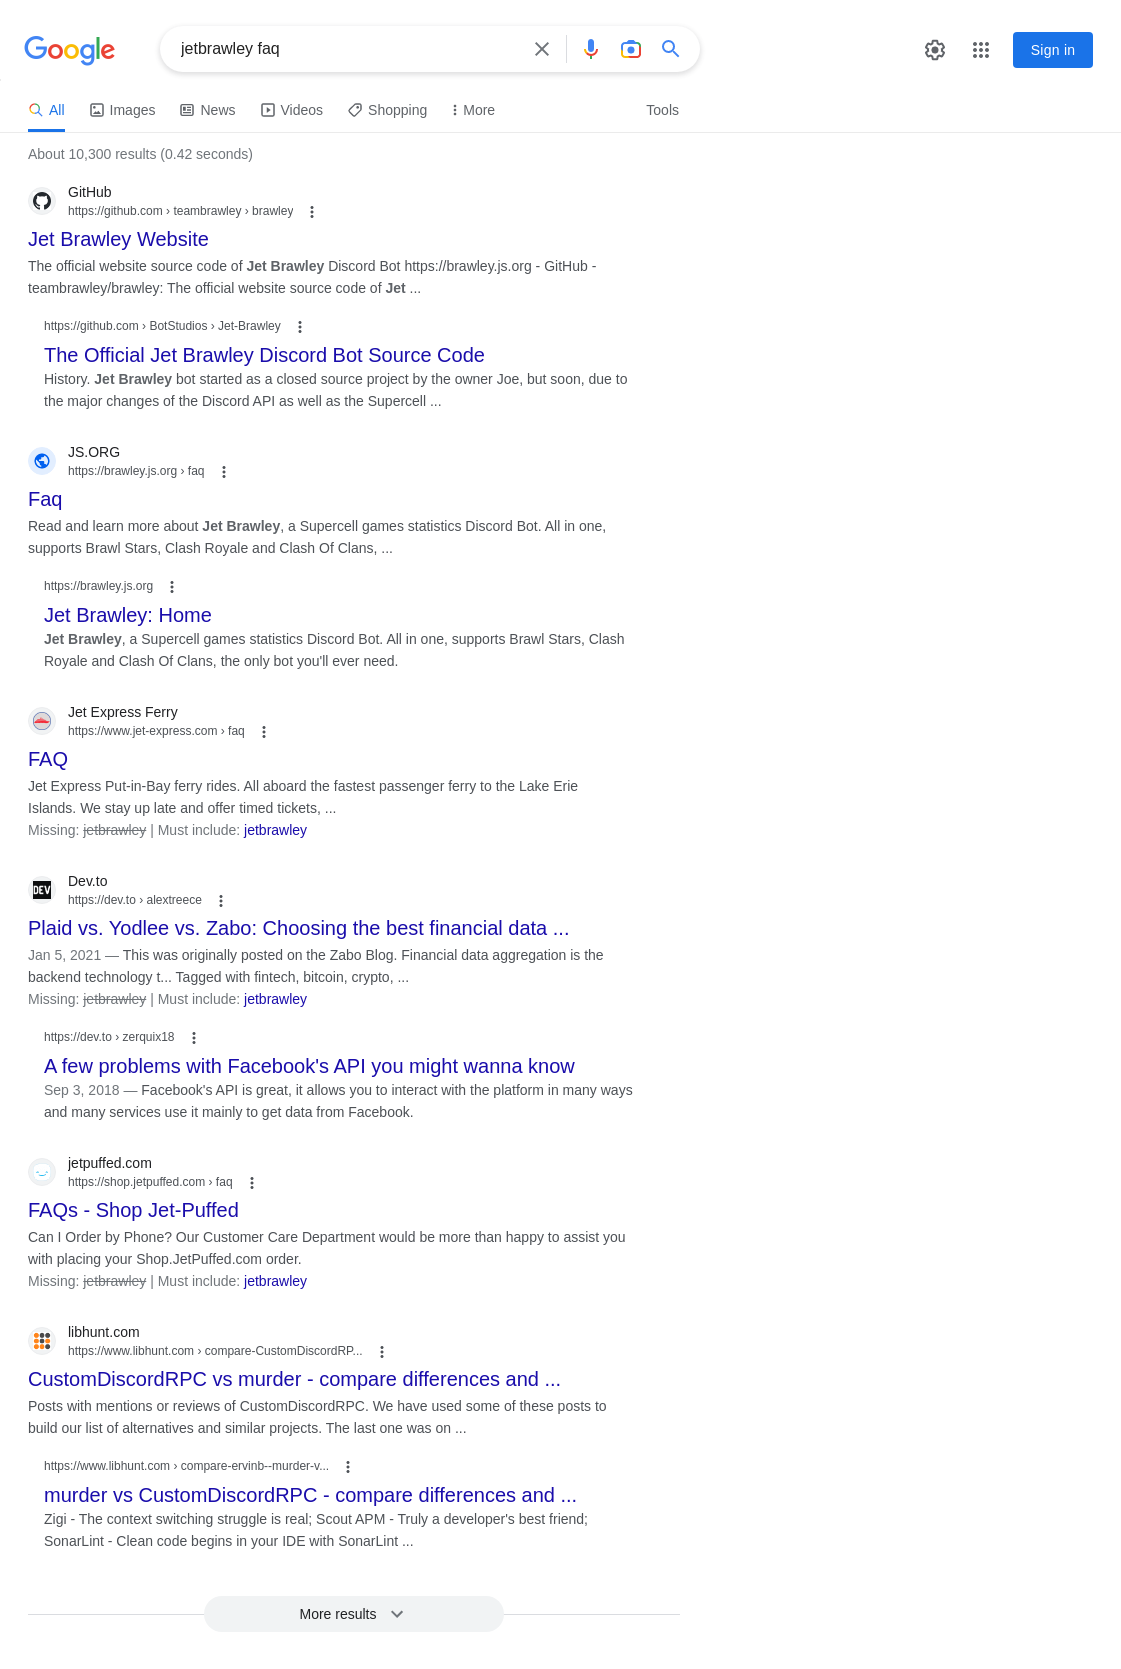 Google
jetbrawley faq
Sign in
All Images News Videos Shopping More Tools
About 10,300 results (0.42 seconds)
GitHub
https://github.com › teambrawley › brawley
Jet Brawley Website
The official website source code of Jet Brawley Discord Bot https://brawley.js.org - GitHub -
teambrawley/brawley: The official website source code of Jet ...
https://github.com › BotStudios › Jet-Brawley
The Official Jet Brawley Discord Bot Source Code
History. Jet Brawley bot started as a closed source project by the owner Joe, but soon, due to
the major changes of the Discord API as well as the Supercell ...
JS.ORG
https://brawley.js.org › faq
Faq
Read and learn more about Jet Brawley, a Supercell games statistics Discord Bot. All in one,
supports Brawl Stars, Clash Royale and Clash Of Clans, ...
https://brawley.js.org
Jet Brawley: Home
Jet Brawley, a Supercell games statistics Discord Bot. All in one, supports Brawl Stars, Clash
Royale and Clash Of Clans, the only bot you'll ever need.
Jet Express Ferry
https://www.jet-express.com › faq
FAQ
Jet Express Put-in-Bay ferry rides. All aboard the fastest passenger ferry to the Lake Erie
Islands. We stay up late and offer timed tickets, ...
Missing: jetbrawley | Must include: jetbrawley
DEV
Dev.to
https://dev.to › alextreece
Plaid vs. Yodlee vs. Zabo: Choosing the best financial data ...
Jan 5, 2021 — This was originally posted on the Zabo Blog. Financial data aggregation is the
backend technology t... Tagged with fintech, bitcoin, crypto, ...
Missing: jetbrawley | Must include: jetbrawley
https://dev.to › zerquix18
A few problems with Facebook's API you might wanna know
Sep 3, 2018 — Facebook's API is great, it allows you to interact with the platform in many ways
and many services use it mainly to get data from Facebook.
jetpuffed.com
https://shop.jetpuffed.com › faq
FAQs - Shop Jet-Puffed
Can I Order by Phone? Our Customer Care Department would be more than happy to assist you
with placing your Shop.JetPuffed.com order.
Missing: jetbrawley | Must include: jetbrawley
libhunt.com
https://www.libhunt.com › compare-CustomDiscordRP...
CustomDiscordRPC vs murder - compare differences and ...
Posts with mentions or reviews of CustomDiscordRPC. We have used some of these posts to
build our list of alternatives and similar projects. The last one was on ...
https://www.libhunt.com › compare-ervinb--murder-v...
murder vs CustomDiscordRPC - compare differences and ...
Zigi - The context switching struggle is real; Scout APM - Truly a developer's best friend;
SonarLint - Clean code begins in your IDE with SonarLint ...
More results